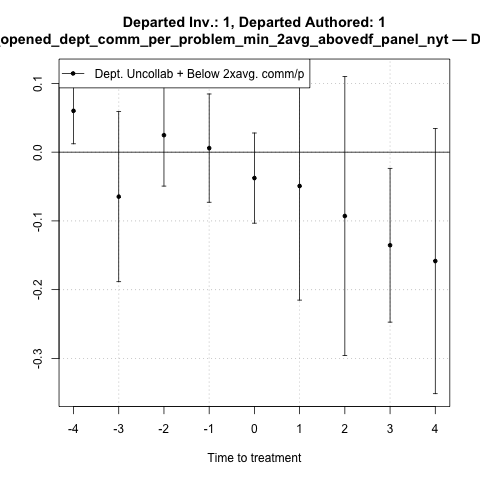 Departed Inv.: 1, Departed Authored: 1
opened_dept_comm_per_problem_min_2avg_abovedf_panel_nyt — D
Dept. Uncollab + Below 2xavg. comm/p
0.1
0.0
-0.1
-0.2
-0.3
-4 -3 -2 -1 0 1 2 3 4
Time to treatment